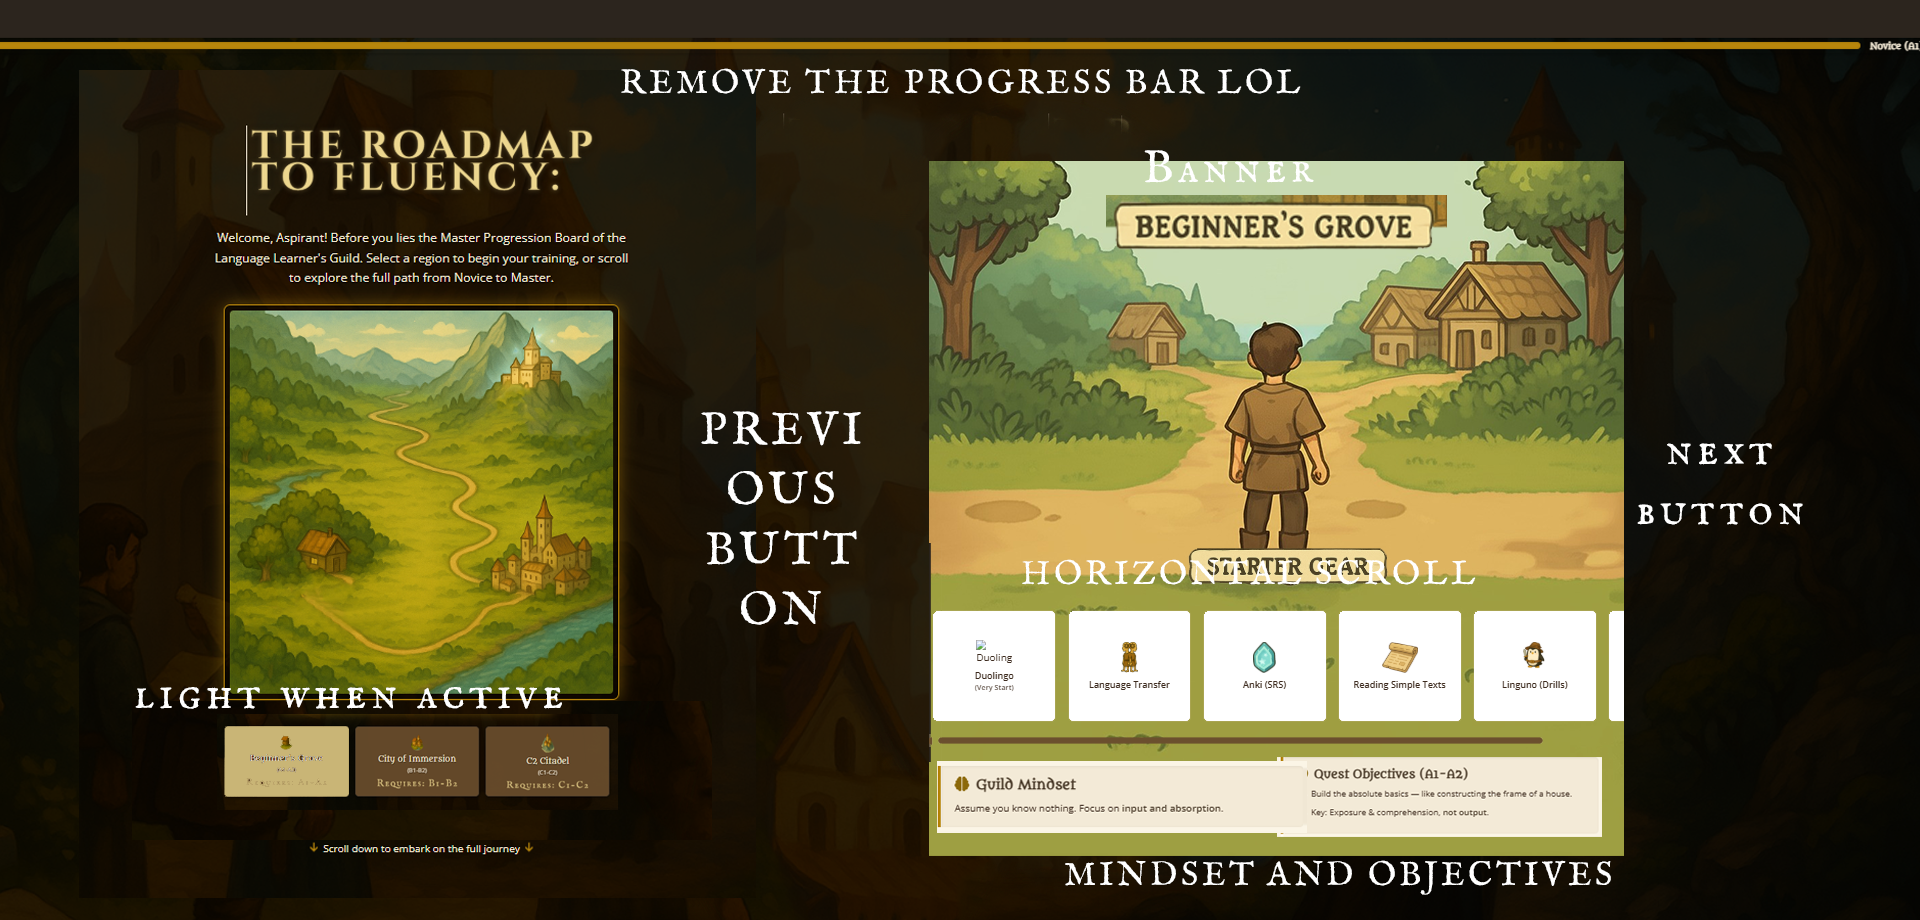 Novice (A1
REMOVE THE PROGRESS BAR LOL
THE ROADMAP
TO FLUENCY:
Welcome, Aspirant! Before you lies the Master Progression Board of the
Language Learner's Guild. Select a region to begin your training, or scroll
to explore the full path from Novice to Master.
LIGHT WHEN ACTIVE
Beginner's Grove
City of Immersion
(B1-B2)
Requires: B1-B2
C2 Citadel
(C1-C2)
Requires: C1-C2
Scroll down to embark on the full journey
PREVI
OUS
BUTT
ON
Banner
BEGINNER'S GROVE
STARTER GEAR
HORIZONTAL SCROLL
Duoling
Duolingo
(Very Start)
Language Transfer
Anki (SRS)
Reading Simple Texts
Linguno (Drills)
Guild Mindset
Assume you know nothing. Focus on input and absorption.
Quest Objectives (A1-A2)
Build the absolute basics — like constructing the frame of a house.
Key: Exposure & comprehension, not output.
MINDSET AND OBJECTIVES
NEXT
BUTTON